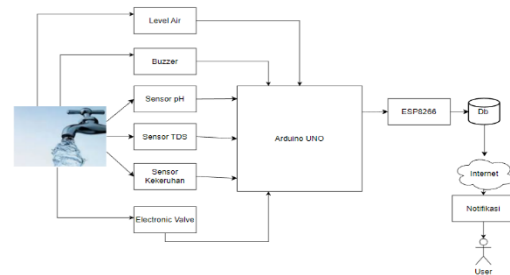 Level Air
Buzzer
Sensor pH
Sensor TDS
Sensor
Kekeruhan
Electronic Valve
Arduino UNO
ESP8266
Db
Internet
Notifikasi
User